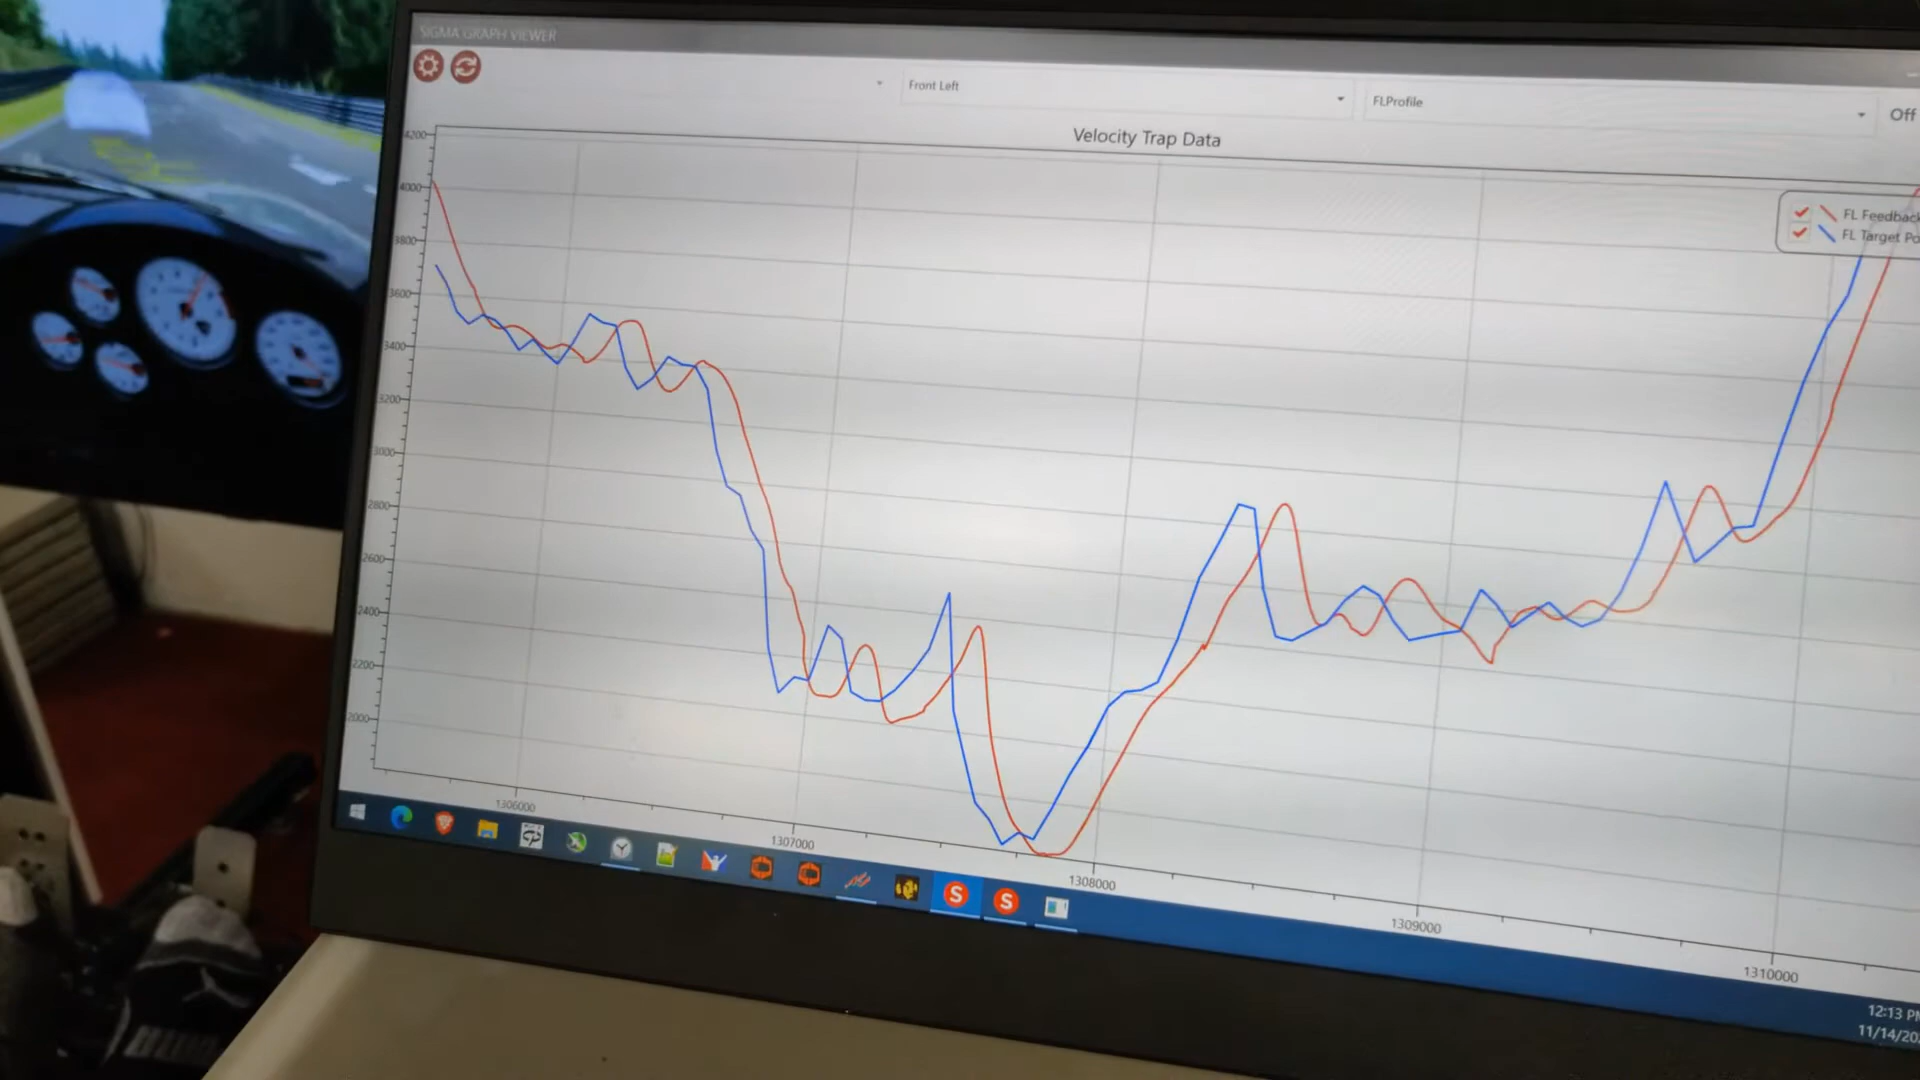 SIGMA GRAPH VIEWER
Front Left
FLProfile
Off
Velocity Trap Data
FL Feedback
FL Target Po
4200
4000
3800
3600
3400
3200
3000
2800
2600
2400
2200
2000
1306000
1307000
1308000
1309000
1310000
S
S
12:13 PM
11/14/20